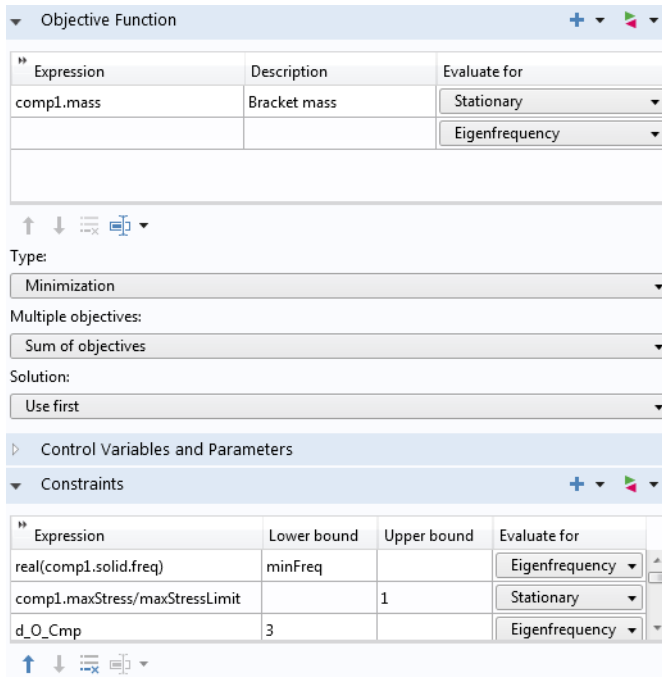 Objective Function
Expression Description Evaluate for
comp1.mass Bracket mass Stationary
Eigenfrequency
Type:
Minimization
Multiple objectives:
Sum of objectives
Solution:
Use first
Control Variables and Parameters
Constraints
Expression Lower bound Upper bound Evaluate for
real(comp1.solid.freq) minFreq Eigenfrequency
comp1.maxStress/maxStressLimit 1 Stationary
d_O_Cmp 3 Eigenfrequency